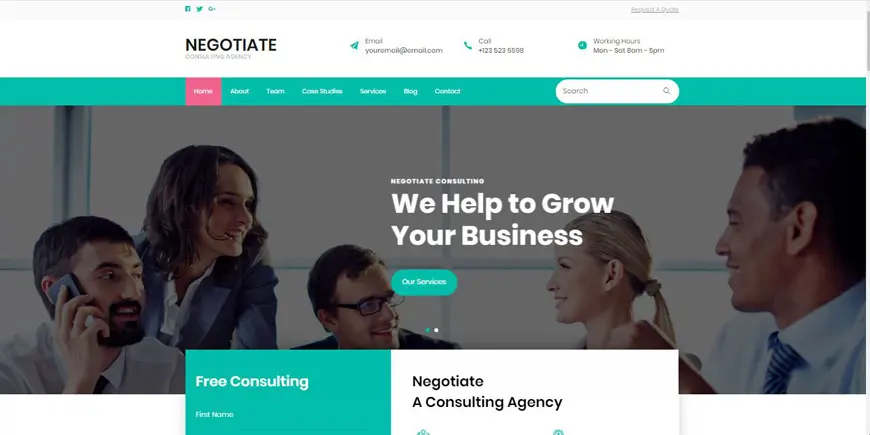 Request A Quote
NEGOTIATE
CONSULTING AGENCY
Email
youremail@email.com
Call
+123 523 5598
Working Hours
Mon - Sat 8am - 5pm
Home About Team Case Studies Services Blog Contact
Search
NEGOTIATE CONSULTING
We Help to Grow
Your Business
Our Services
Free Consulting
First Name
Negotiate
A Consulting Agency